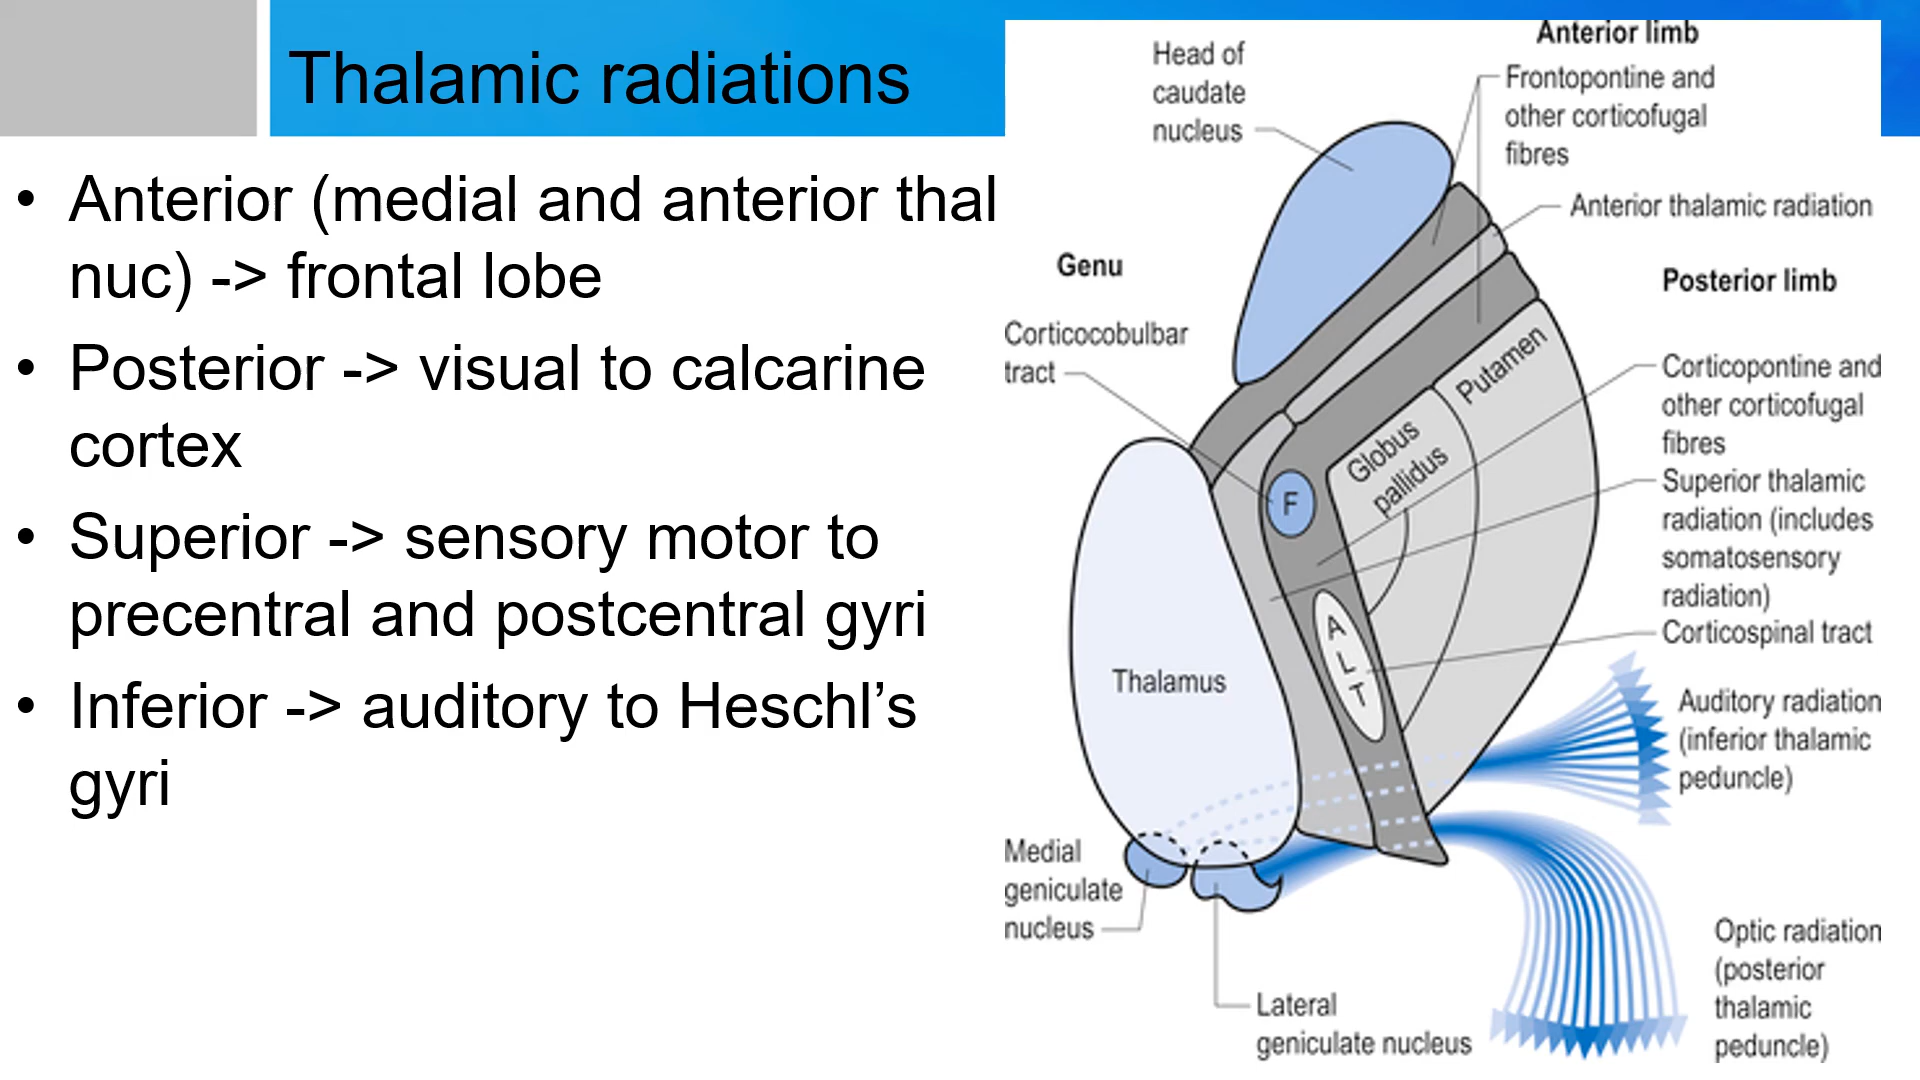 Thalamic radiations
• Anterior (medial and anterior thal
nuc) -> frontal lobe
• Posterior -> visual to calcarine
cortex
• Superior -> sensory motor to
precentral and postcentral gyri
• Inferior -> auditory to Heschl’s
gyri
Anterior limb
Head of
caudate
nucleus
Frontopontine and
other corticofugal
fibres
Anterior thalamic radiation
Genu
Posterior limb
Corticocobulbar
tract
Putamen
Corticopontine and
other corticofugal
fibres
Globus
pallidus
F
Superior thalamic
radiation (includes
somatosensory
radiation)
A
L
T
Corticospinal tract
Thalamus
Auditory radiation
(inferior thalamic
peduncle)
Medial
geniculate
nucleus
Optic radiation
(posterior
thalamic
peduncle)
Lateral
geniculate nucleus